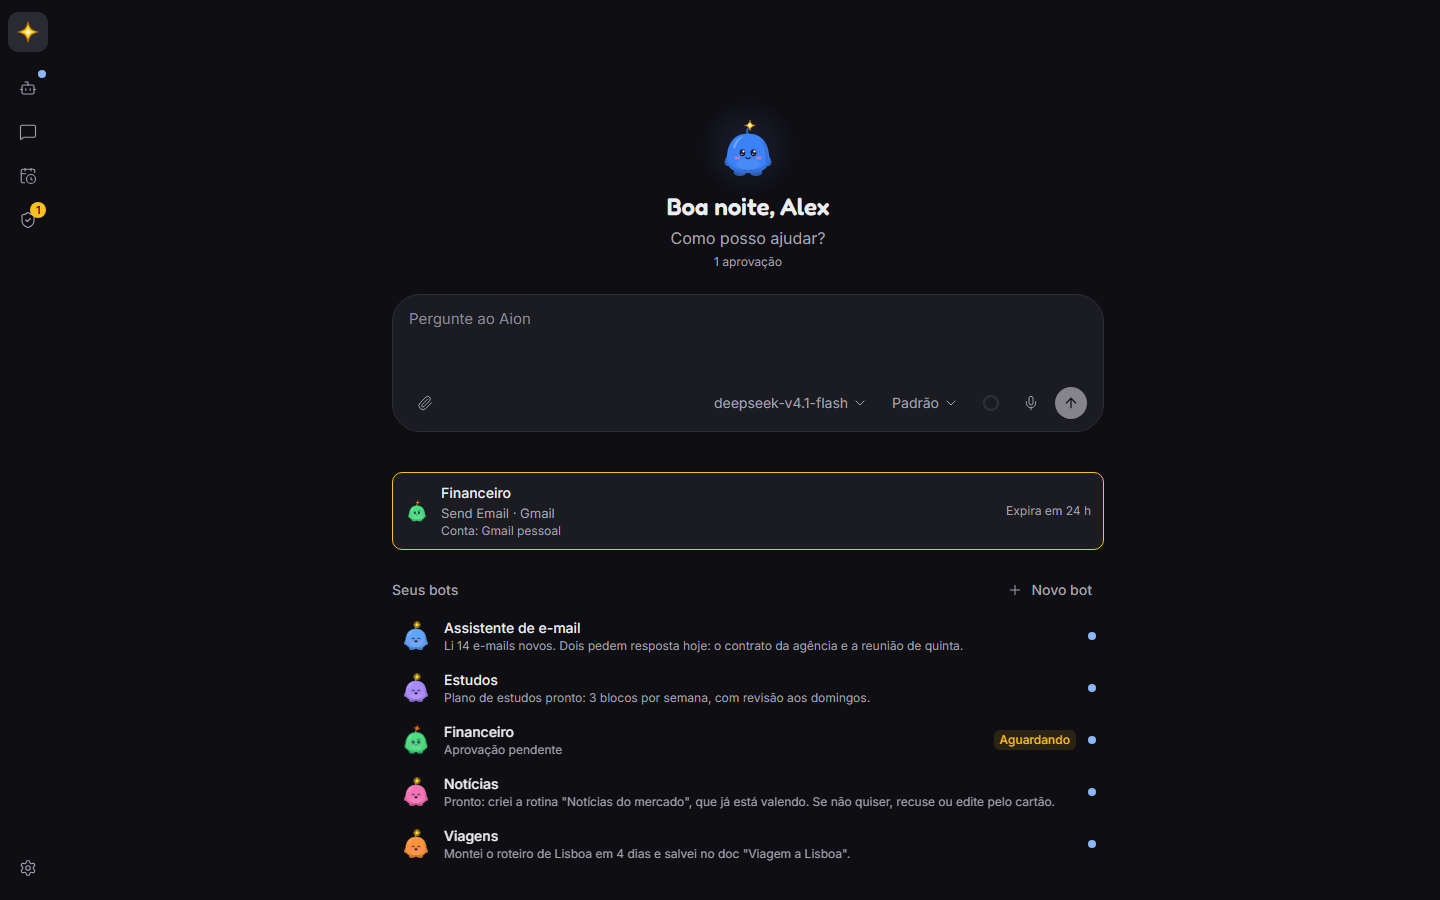 1
Boa noite, Alex
Como posso ajudar?
1 aprovação
Pergunte ao Aion
deepseek-v4.1-flash
Padrão
Financeiro
Send Email · Gmail
Conta: Gmail pessoal
Expira em 24 h
Seus bots
Novo bot
Assistente de e-mail
Li 14 e-mails novos. Dois pedem resposta hoje: o contrato da agência e a reunião de quinta.
Estudos
Plano de estudos pronto: 3 blocos por semana, com revisão aos domingos.
Financeiro
Aprovação pendente
Aguardando
Notícias
Pronto: criei a rotina "Notícias do mercado", que já está valendo. Se não quiser, recuse ou edite pelo cartão.
Viagens
Montei o roteiro de Lisboa em 4 dias e salvei no doc "Viagem a Lisboa".